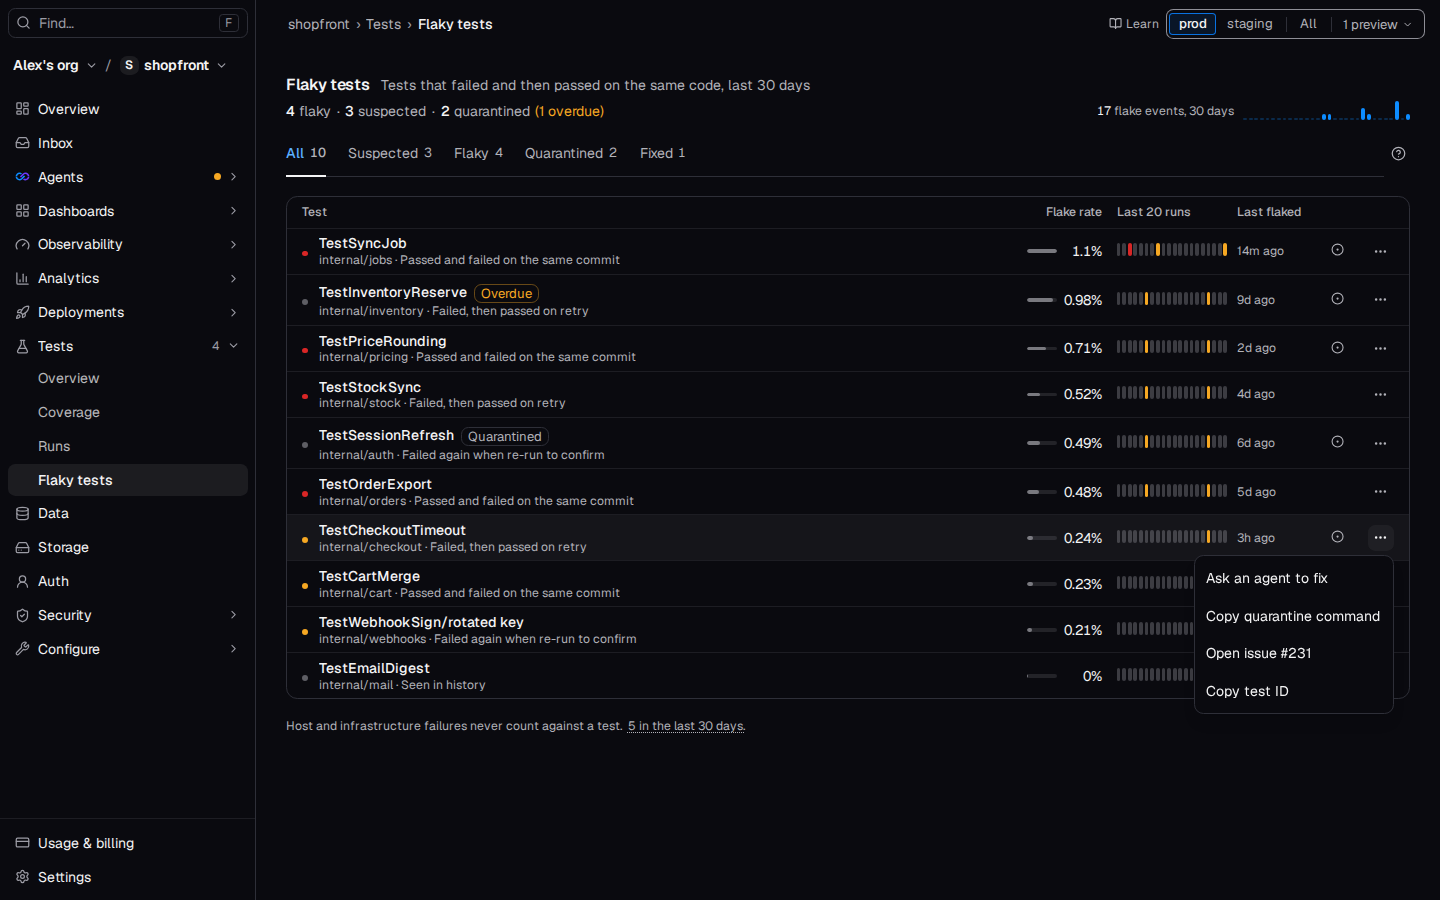 Find...
F
Alex's org
/
S
shopfront
Overview
Inbox
Agents
Dashboards
Observability
Analytics
Deployments
Tests
4
Overview
Coverage
Runs
Flaky tests
Data
Storage
Auth
Security
Configure
Usage & billing
Settings
shopfront › Tests › Flaky tests
Learn
prod
staging
All
1 preview
Flaky tests Tests that failed and then passed on the same code, last 30 days
4 flaky · 3 suspected · 2 quarantined (1 overdue)
17 flake events, 30 days
All 10
Suspected 3
Flaky 4
Quarantined 2
Fixed 1
Test
Flake rate
Last 20 runs
Last flaked
TestSyncJob
internal/jobs · Passed and failed on the same commit
1.1%
14m ago
TestInventoryReserve Overdue
internal/inventory · Failed, then passed on retry
0.98%
9d ago
TestPriceRounding
internal/pricing · Passed and failed on the same commit
0.71%
2d ago
TestStockSync
internal/stock · Failed, then passed on retry
0.52%
4d ago
TestSessionRefresh Quarantined
internal/auth · Failed again when re-run to confirm
0.49%
6d ago
TestOrderExport
internal/orders · Passed and failed on the same commit
0.48%
5d ago
TestCheckoutTimeout
internal/checkout · Failed, then passed on retry
0.24%
3h ago
TestCartMerge
internal/cart · Passed and failed on the same commit
0.23%
TestWebhookSign/rotated key
internal/webhooks · Failed again when re-run to confirm
0.21%
TestEmailDigest
internal/mail · Seen in history
0%
Ask an agent to fix
Copy quarantine command
Open issue #231
Copy test ID
Host and infrastructure failures never count against a test. 5 in the last 30 days.